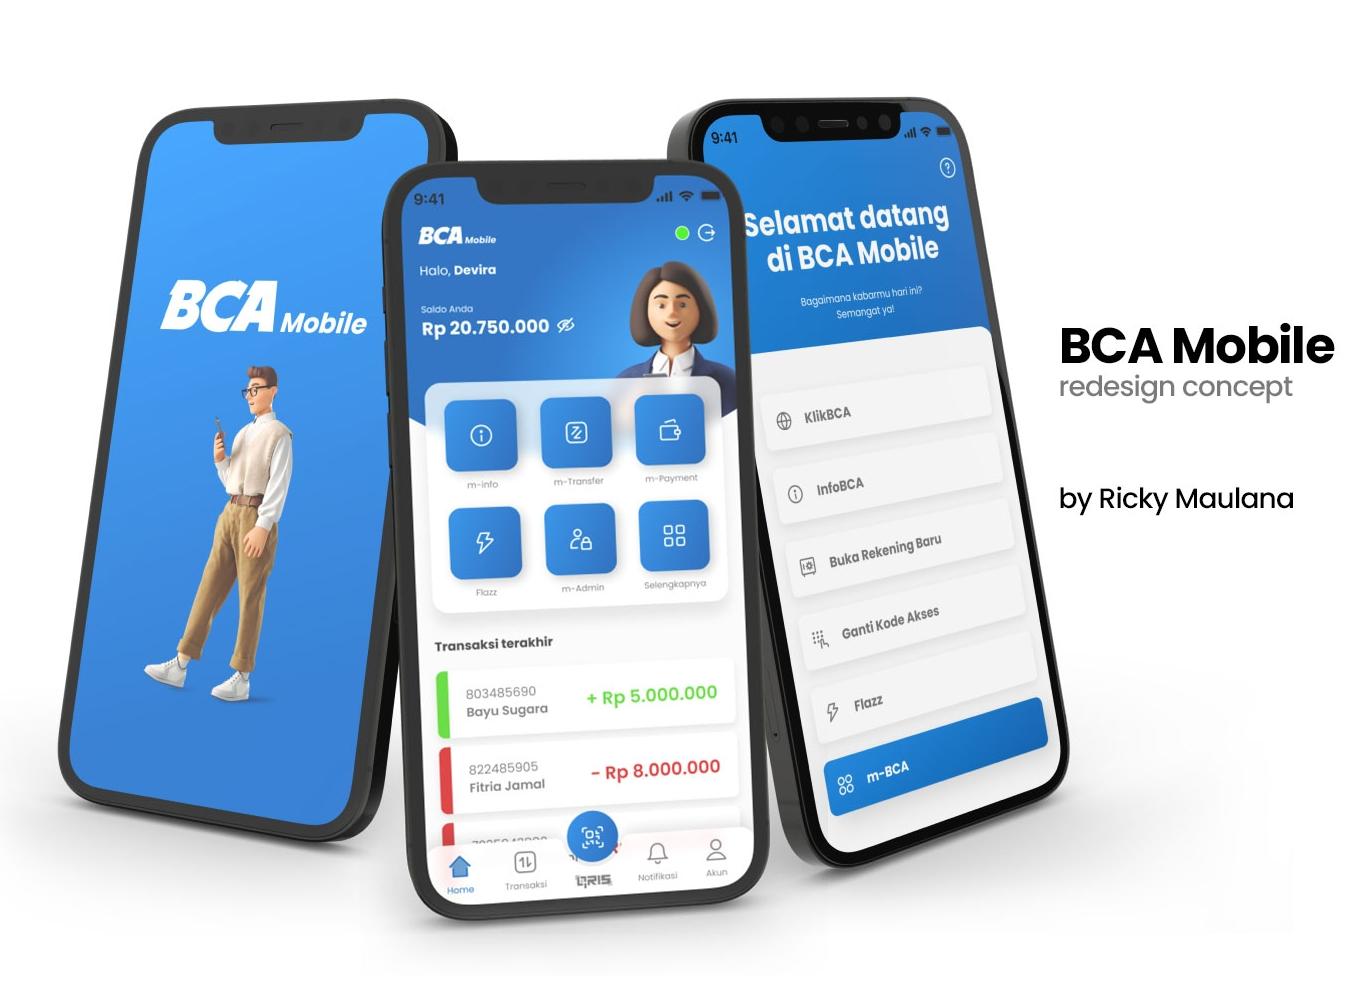 BCA Mobile
9:41
BCA Mobile
Halo, Devira
Saldo Anda
Rp 20.750.000
m-info
m-Transfer
m-Payment
Flazz
m-Admin
Selengkapnya
Transaksi terakhir
803485690
Bayu Sugara
+ Rp 5.000.000
822485905
Fitria Jamal
- Rp 8.000.000
Home
Transaksi
QRIS
Notifikasi
Akun
9:41
Selamat datang
di BCA Mobile
Bagaimana kabarmu hari ini?
Semangat ya!
KlikBCA
InfoBCA
Buka Rekening Baru
Ganti Kode Akses
Flazz
m-BCA
BCA Mobile
redesign concept
by Ricky Maulana